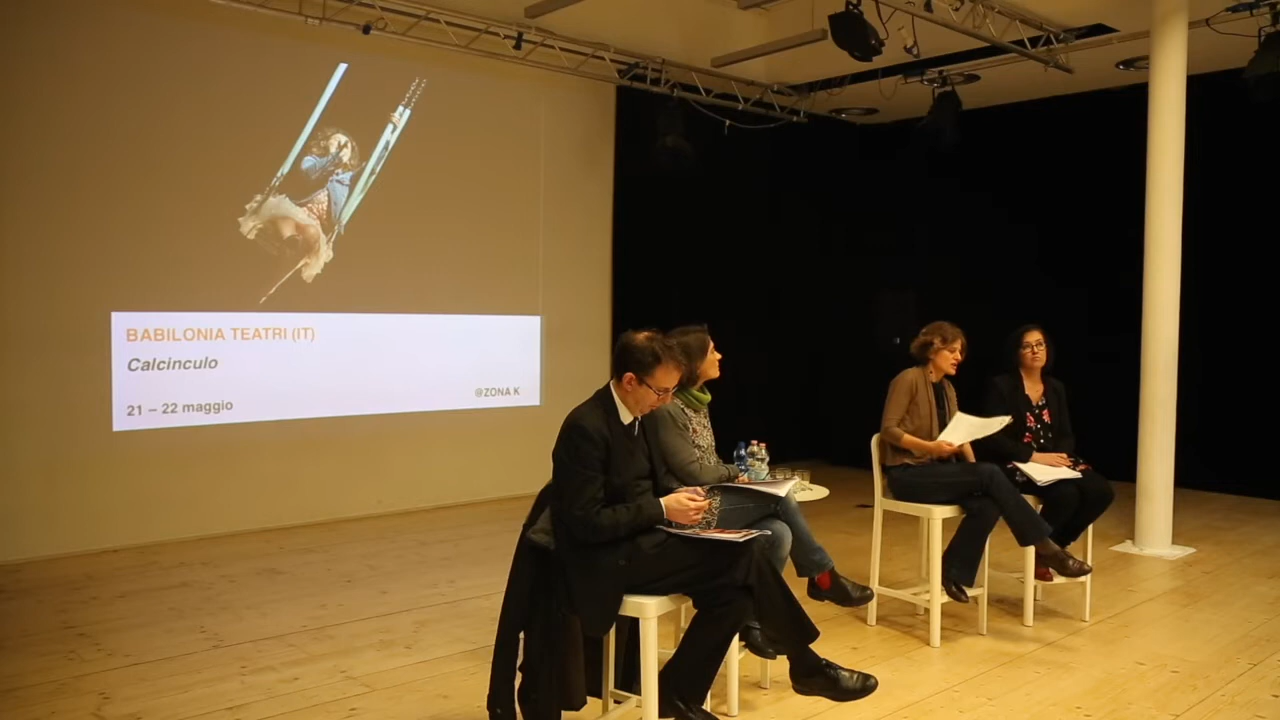 BABILONIA TEATRI (IT)
Calcinculo
@ZONA K
21 – 22 maggio